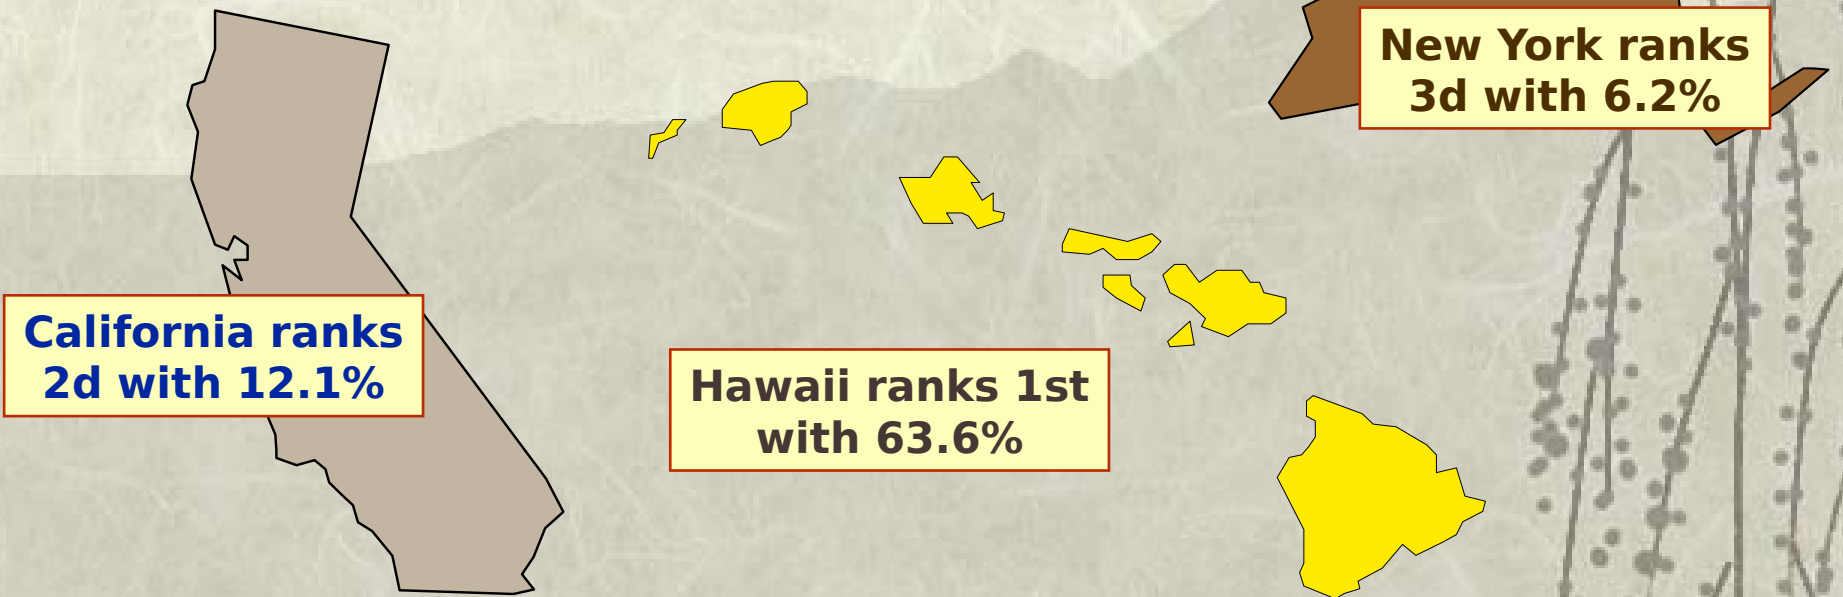 New York ranks
3d with 6.2%
California ranks
2d with 12.1%
Hawaii ranks 1st
with 63.6%